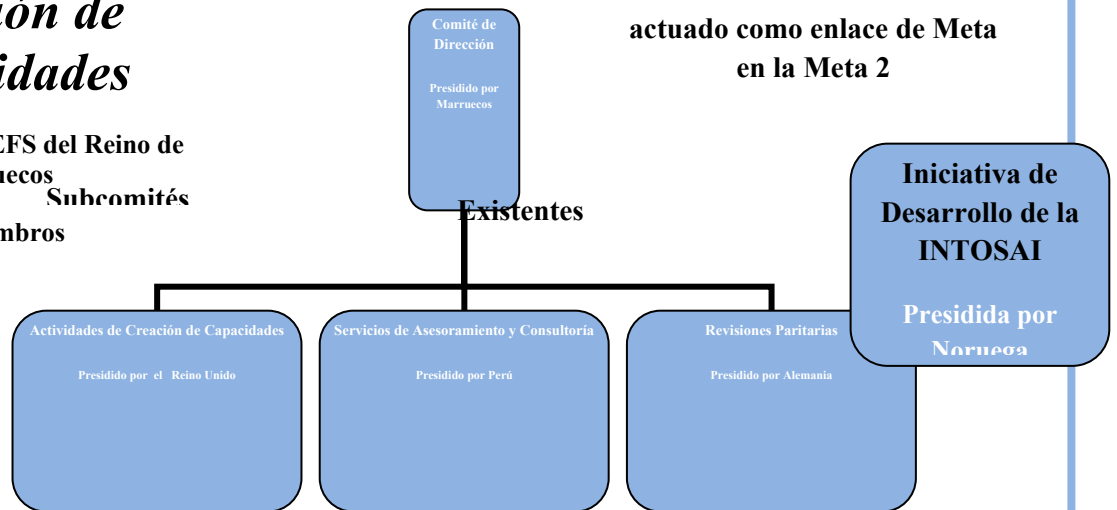 ión de
idades
EFS del Reino de
uecos
Subcomités
mbros
Comité de
Dirección
Presidido por
Marruecos
Existentes
actuado como enlace de Meta
en la Meta 2
Iniciativa de
Desarrollo de la
INTOSAI
Presidida por
Noruega
Actividades de Creación de Capacidades
Presidido por el Reino Unido
Servicios de Asesoramiento y Consultoría
Presidido por Perú
Revisiones Paritarias
Presidido por Alemania